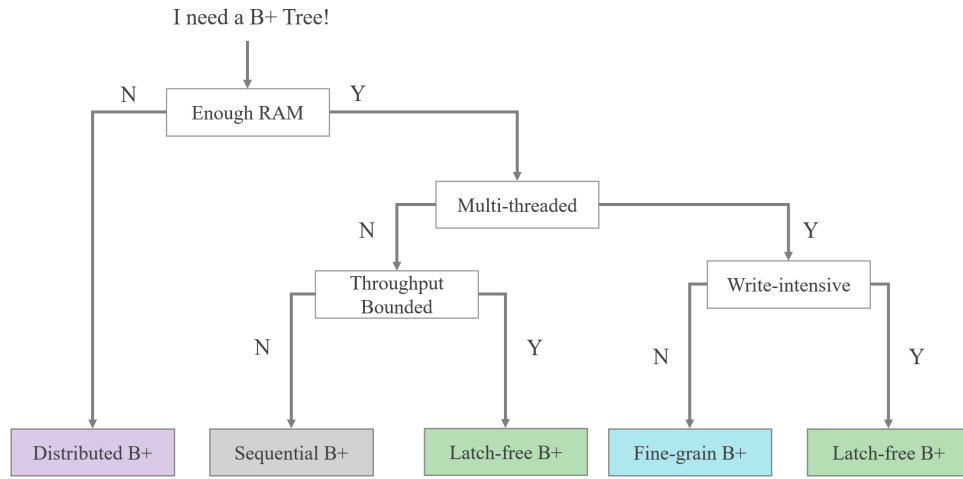 I need a B+ Tree!
N
Y
Enough RAM
Multi-threaded
N
Y
Throughput
Bounded
Write-intensive
N
Y
N
Y
Distributed B+
Sequential B+
Latch-free B+
Fine-grain B+
Latch-free B+